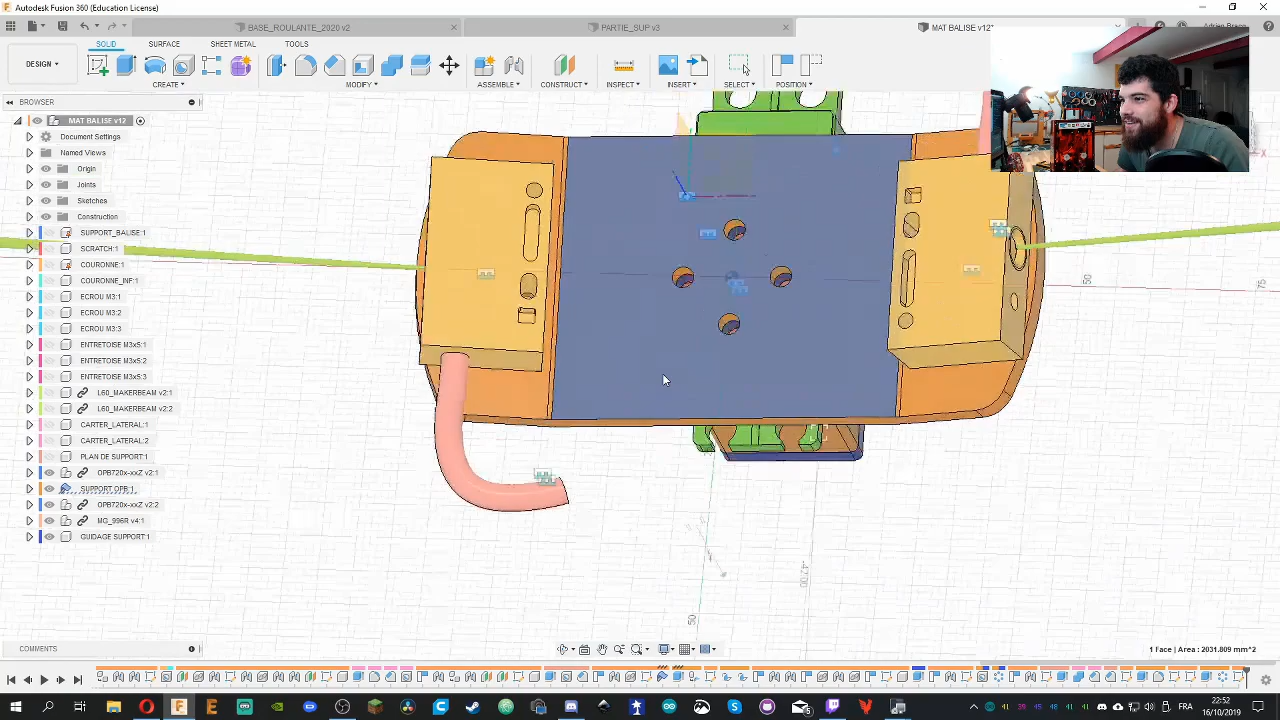 Autodesk Fusion 360 (Education License)
BASE_ROULANTE_2020 v2
PARTIE_SUP v3
MAT BALISE v12*
SOLID
SURFACE
SHEET METAL
TOOLS
DESIGN
CREATE
MODIFY
ASSEMBLE
CONSTRUCT
INSPECT
INSERT
SELECT
POSITION
BROWSER
MAT BALISE v12
Document Settings
Named Views
Origin
Joints
Sketches
Construction
SUPPORT_BALISE:1
SCRATCH:1
COURONNE:1
COURONNE_INF:1
ECROU M3:1
ECROU M3:2
ECROU M3:3
ENTRETOISE M3x5:1
ENTRETOISE M3x5:2
ENTRETOISE M3x5:3
L60_MAKERBEAM v2:1
L60_MAKERBEAM v2:2
CARTER_LATERAL:1
CARTER_LATERAL:2
DE SUPPORT:1
OPB720x-xxZ v2:1
SUPPORT OPB:1
OPB720x-xxZ v2:2
MG_996R v4:1
GUIDAGE SUPPORT:1
50
75
50
COMMENTS
1 Face | Area : 2031.809 mm^2
FRA
22:52
16/10/2019